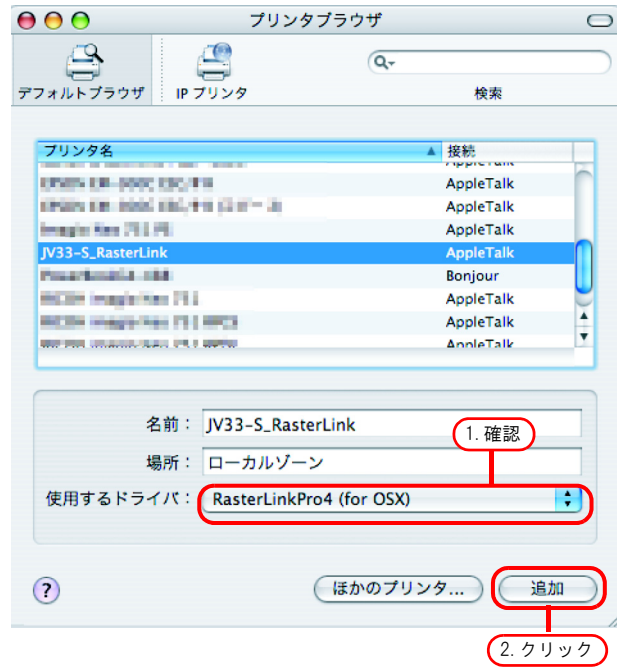 プリンタブラウザ
デフォルトブラウザ
IP プリンタ
検索
プリンタ名 接続
AppleTalk
AppleTalk
AppleTalk
AppleTalk
JV33-S_RasterLink AppleTalk
Bonjour
AppleTalk
AppleTalk
AppleTalk
名前： JV33-S_RasterLink
1. 確認
場所： ローカルゾーン
使用するドライバ： RasterLinkPro4 (for OSX)
?
ほかのプリンタ...
追加
2. クリック